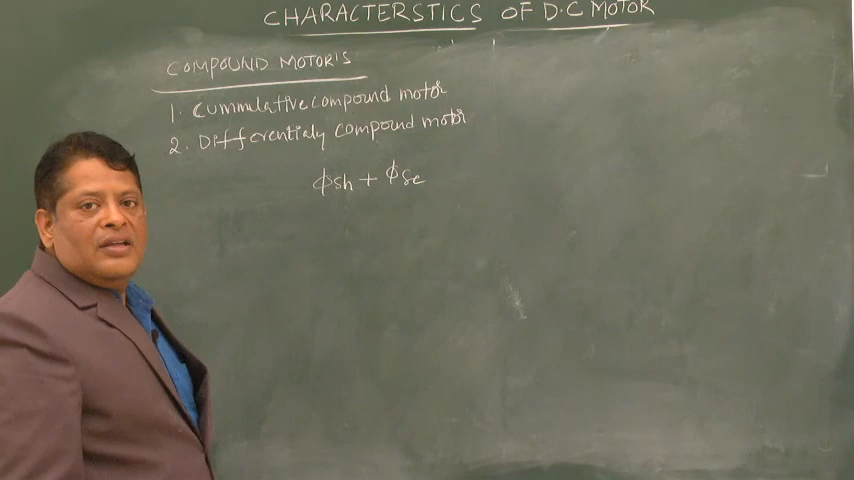 CHARACTERSTICS OF D.C MOTOR
COMPOUND MOTOR'S
1. Cummulative compound motor
2. Differentialy compound motor
ϕsh + ϕse